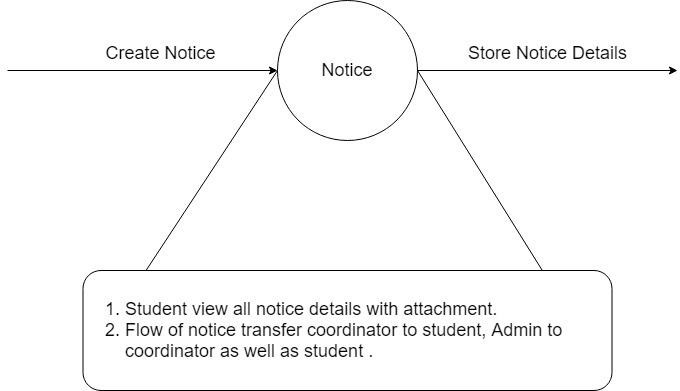 Create Notice
Notice
Store Notice Details
1. Student view all notice details with attachment.
2. Flow of notice transfer coordinator to student, Admin to
coordinator as well as student .